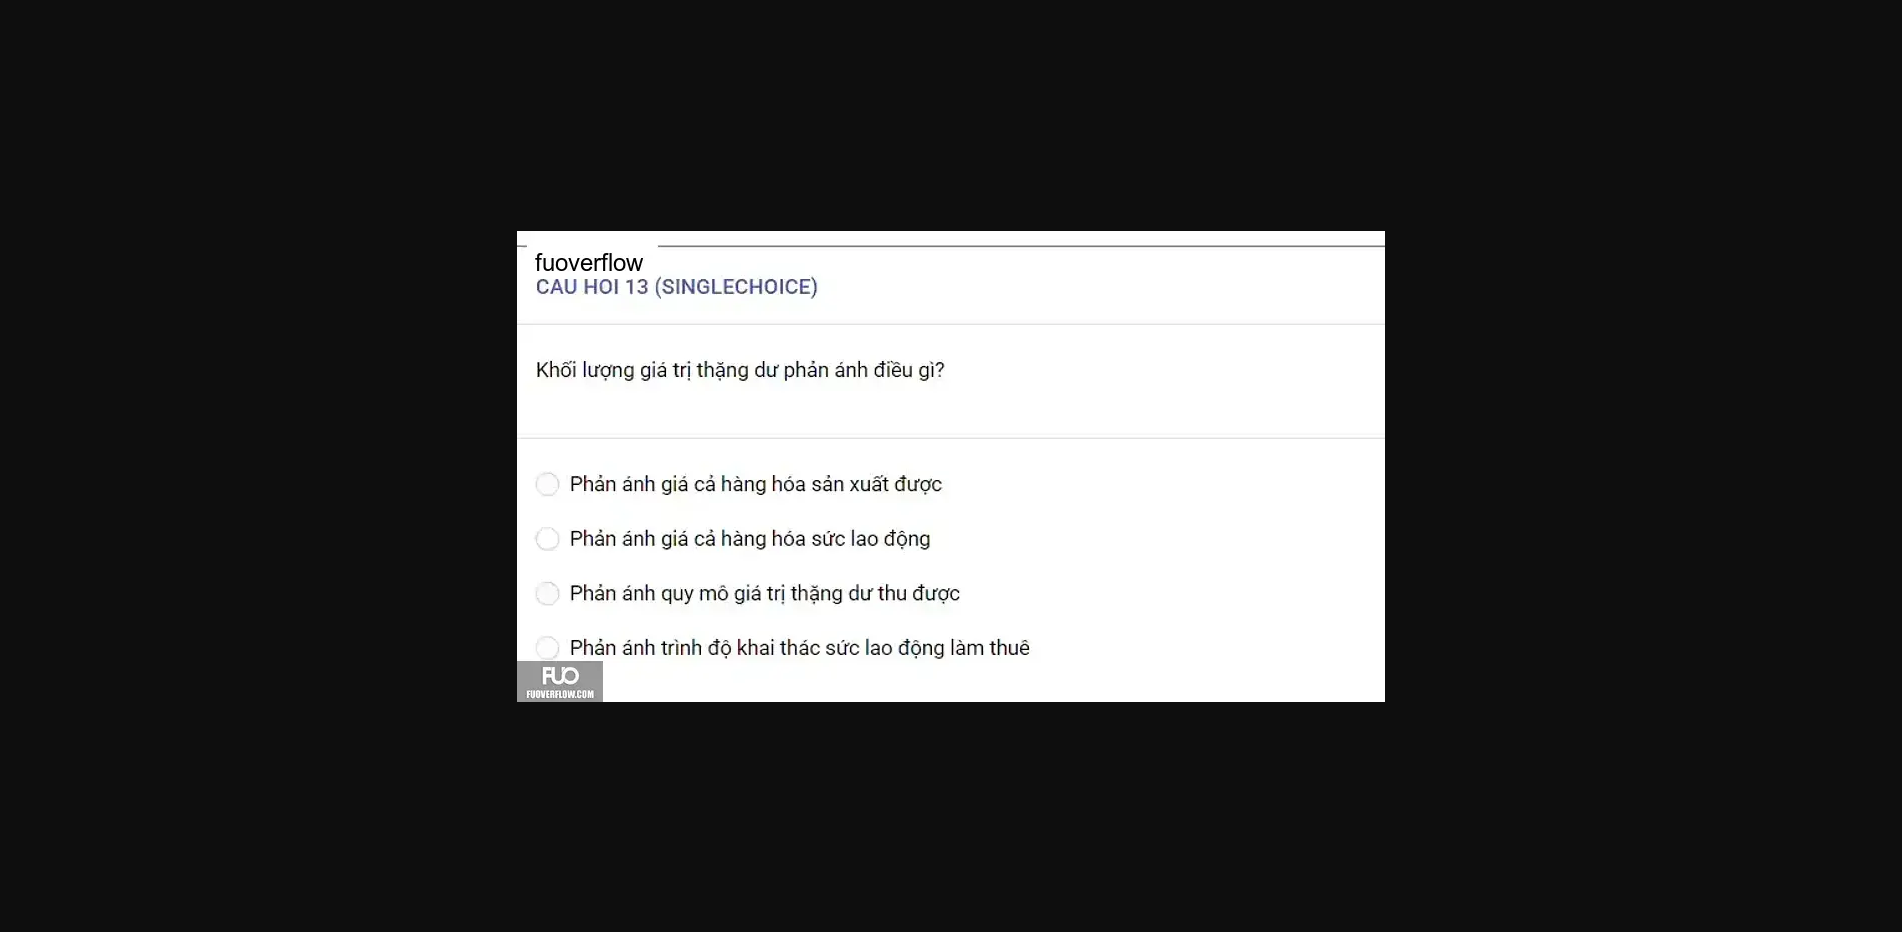 fuoverflow
CAU HOI 13 (SINGLECHOICE)
Khối lượng giá trị thặng dư phản ánh điều gì?
Phản ánh giá cả hàng hóa sản xuất được
Phản ánh giá cả hàng hóa sức lao động
Phản ánh quy mô giá trị thặng dư thu được
Phản ánh trình độ khai thác sức lao động làm thuê
FUO
FUOVERFLOW.COM